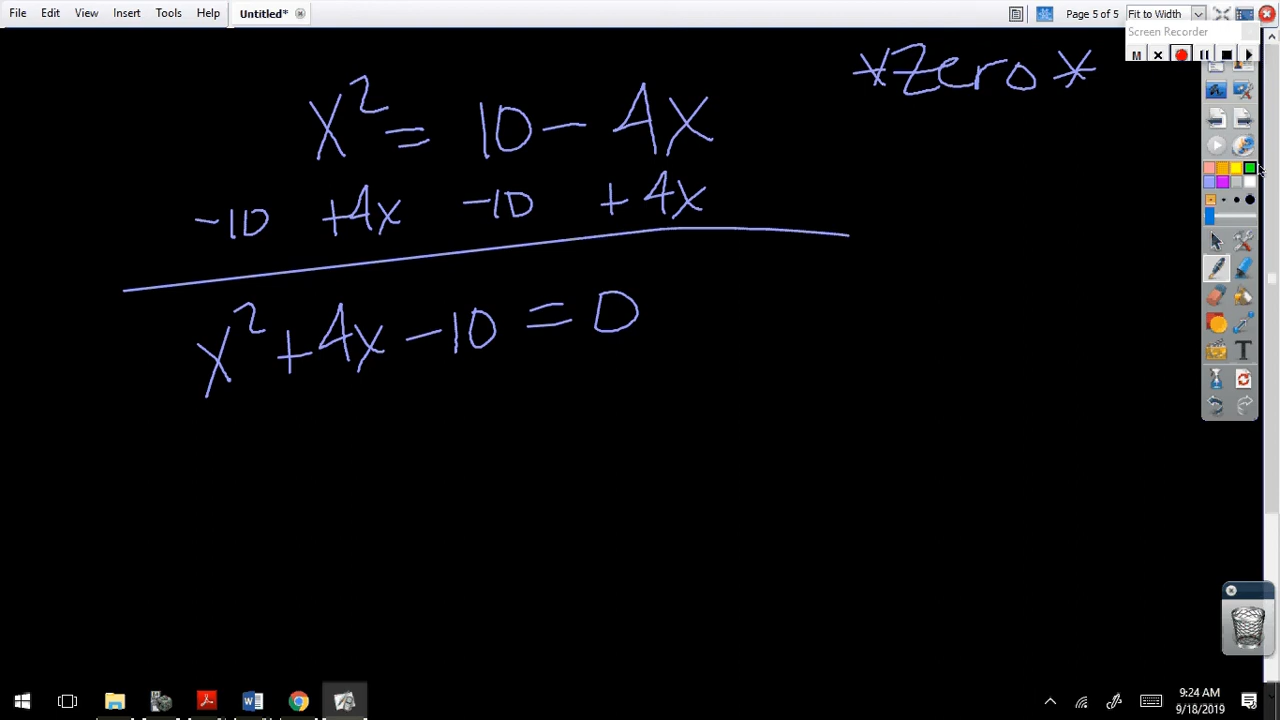 File Edit View Insert Tools Help Untitled* Page 5 of 5 Fit to Width
Screen Recorder
M
*Zero*
x² = 10 - 4x
-10 +4x -10 +4x
x² + 4x - 10 = 0
T
W
9:24 AM
9/18/2019